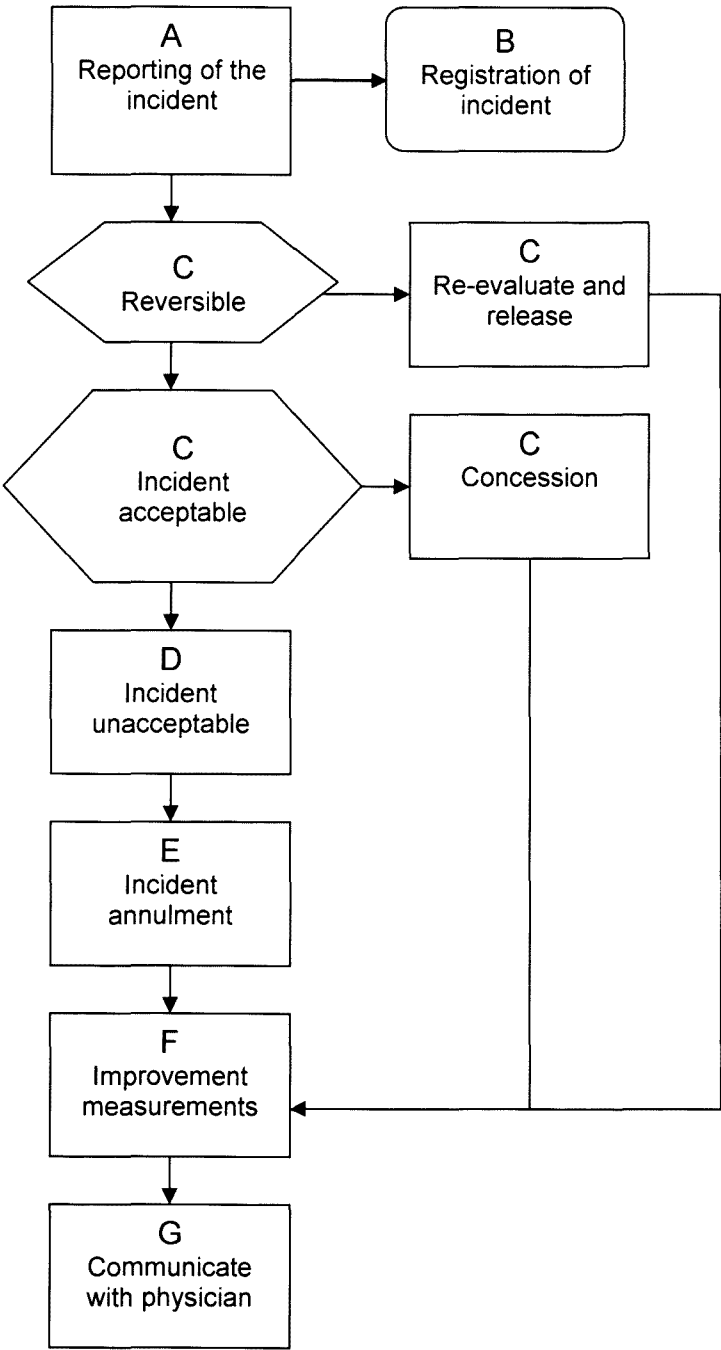 A
Reporting of the
incident
B
Registration of
incident
C
Reversible
C
Re-evaluate and
release
C
Incident
acceptable
C
Concession
D
Incident
unacceptable
E
Incident
annulment
F
Improvement
measurements
G
Communicate
with physician